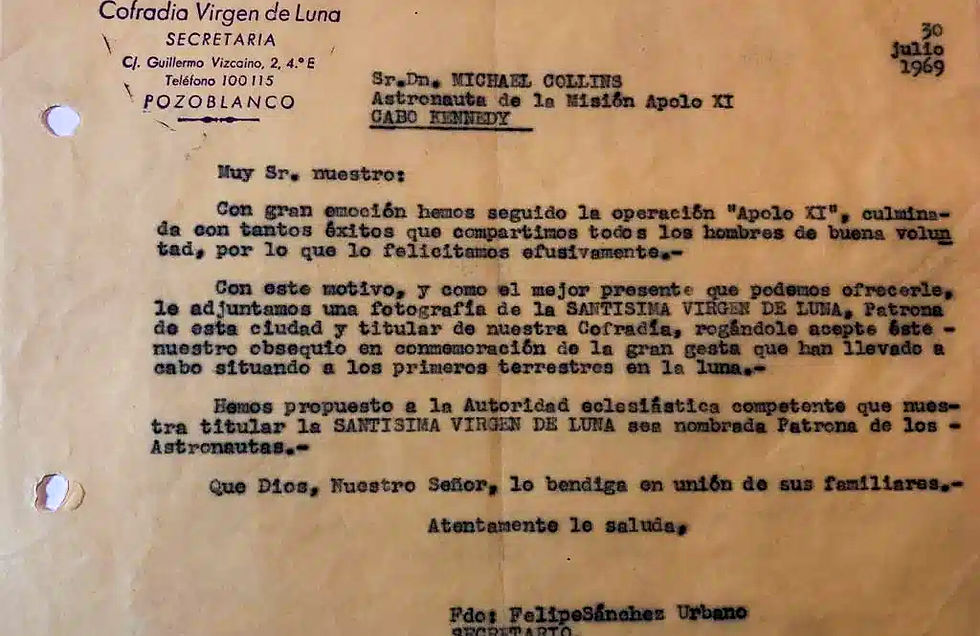 Cofradia Virgen de Luna
SECRETARIA
C/. Guillermo Vizcaino, 2, 4.º E
Teléfono 100115
POZOBLANCO
30
julio
1969
Sr.Dn. MICHAEL COLLINS
Astronauta de la Misión Apolo XI
CABO KENNEDY
Muy Sr. nuestro:
Con gran emoción hemos seguido la operación "Apolo XI", culmina-
da con tantos éxitos que compartimos todos los hombres de buena volun
tad, por lo que lo felicitamos efusivamente.-
Con este motivo, y como el mejor presente que podemos ofrecerle,
le adjuntamos una fotografía de la SANTISIMA VIRGEN DE LUNA, Patrona
de esta ciudad y titular de nuestra Cofradía, rogándole acepte éste -
nuestro obsequio en conmemoración de la gran gesta que han llevado a
cabo situando a los primeros terrestres en la luna.-
Hemos propuesto a la Autoridad eclesiástica competente que nues-
tra titular la SANTISIMA VIRGEN DE LUNA sea nombrada Patrona de los -
Astronautas.-
Que Dios, Nuestro Señor, lo bendiga en unión de sus familiares.-
Atentamente le saluda,
Fdo: FelipeSánchez Urbano
SECRETARIO